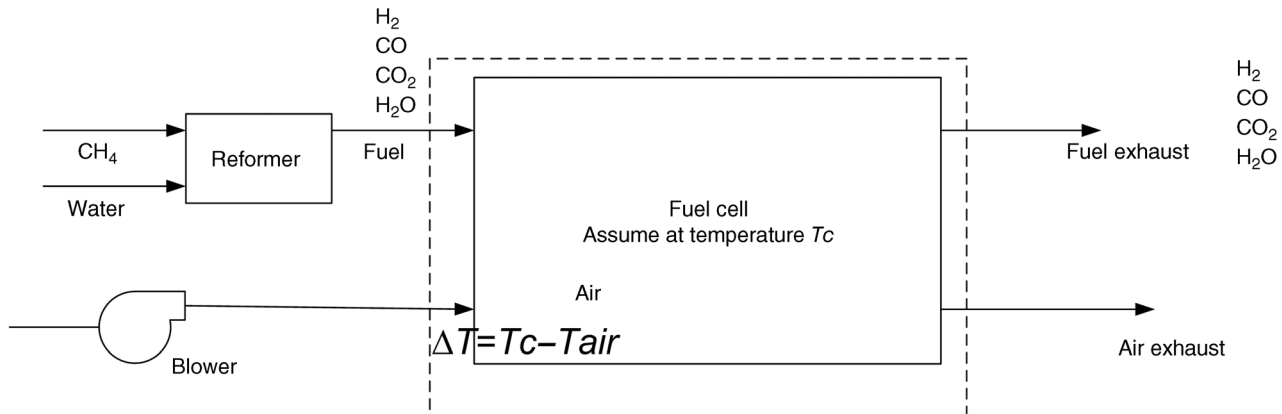 H₂
CO
CO₂
H₂O
CH₄
Water
Reformer
Fuel
Fuel cell
Assume at temperature Tc
Air
ΔT=Tc–Tair
Blower
Fuel exhaust
H₂
CO
CO₂
H₂O
Air exhaust